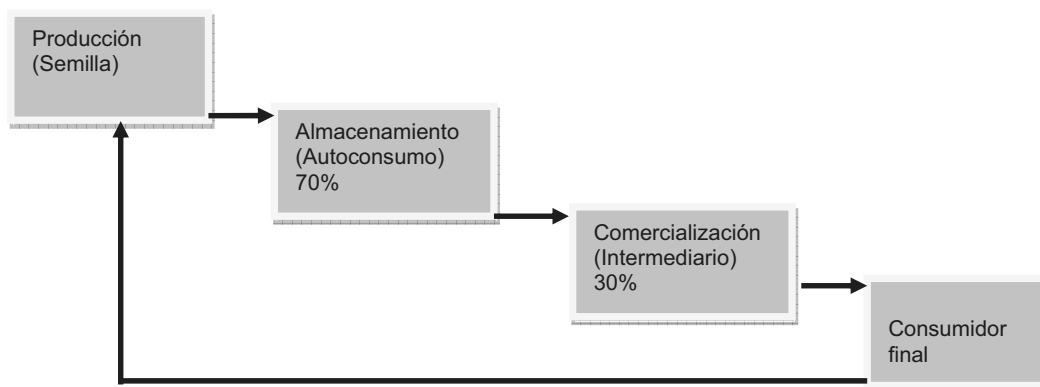 Producción
(Semilla)
Almacenamiento
(Autoconsumo)
70%
Comercialización
(Intermediario)
30%
Consumidor
final